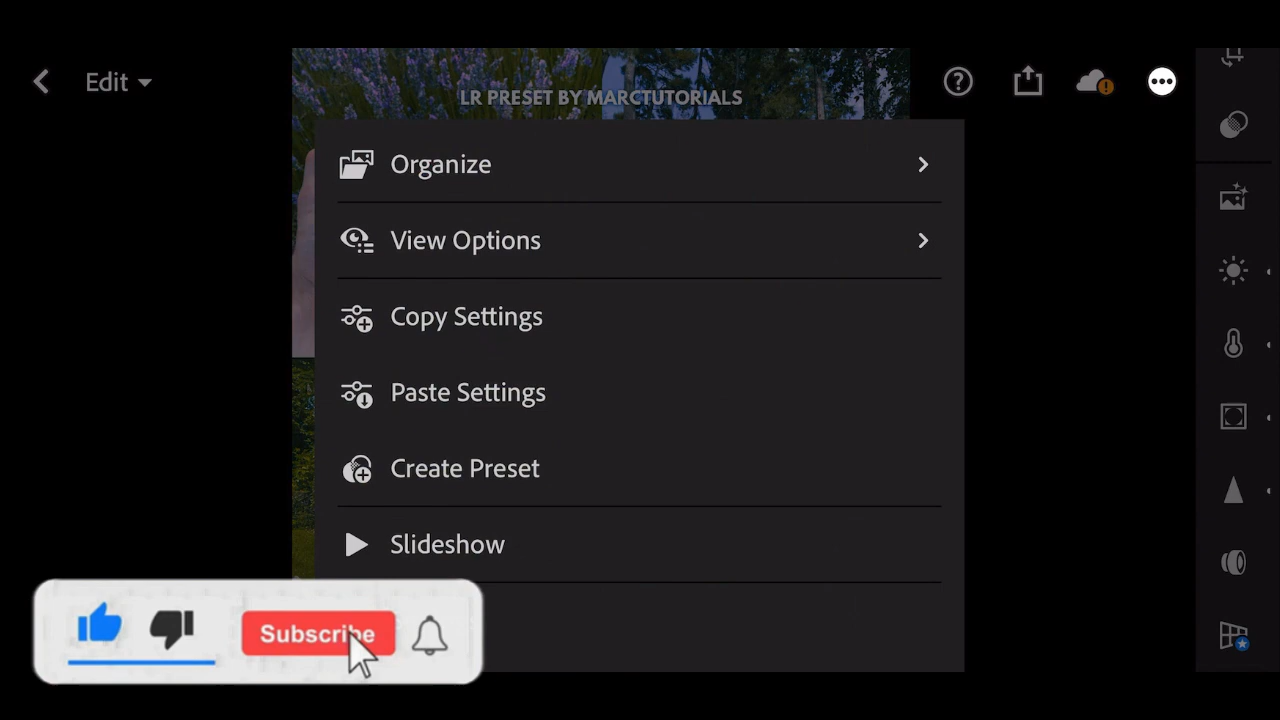 Edit
LR PRESET BY MARCTUTORIALS
Organize
View Options
Copy Settings
Paste Settings
Create Preset
Slideshow
Subscribe